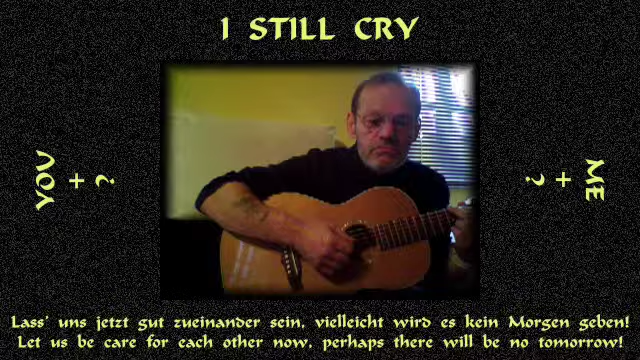 I STILL CRY
YOU
+
?
ME
+
?
Lass' uns jetzt gut zueinander sein, vielleicht wird es kein Morgen geben!
Let us be care for each other now, perhaps there will be no tomorrow!